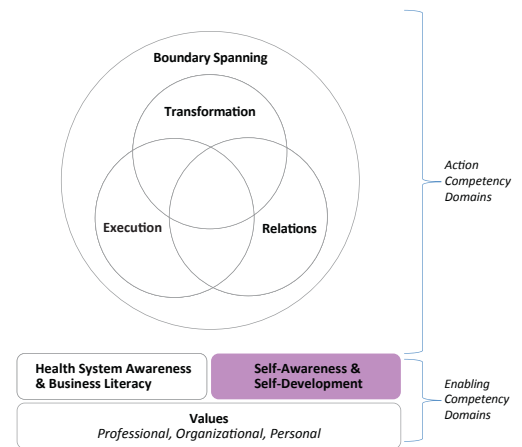 Boundary Spanning
Transformation
Execution
Relations
Action
Competency
Domains
Health System Awareness
& Business Literacy
Self-Awareness &
Self-Development
Values
Professional, Organizational, Personal
Enabling
Competency
Domains